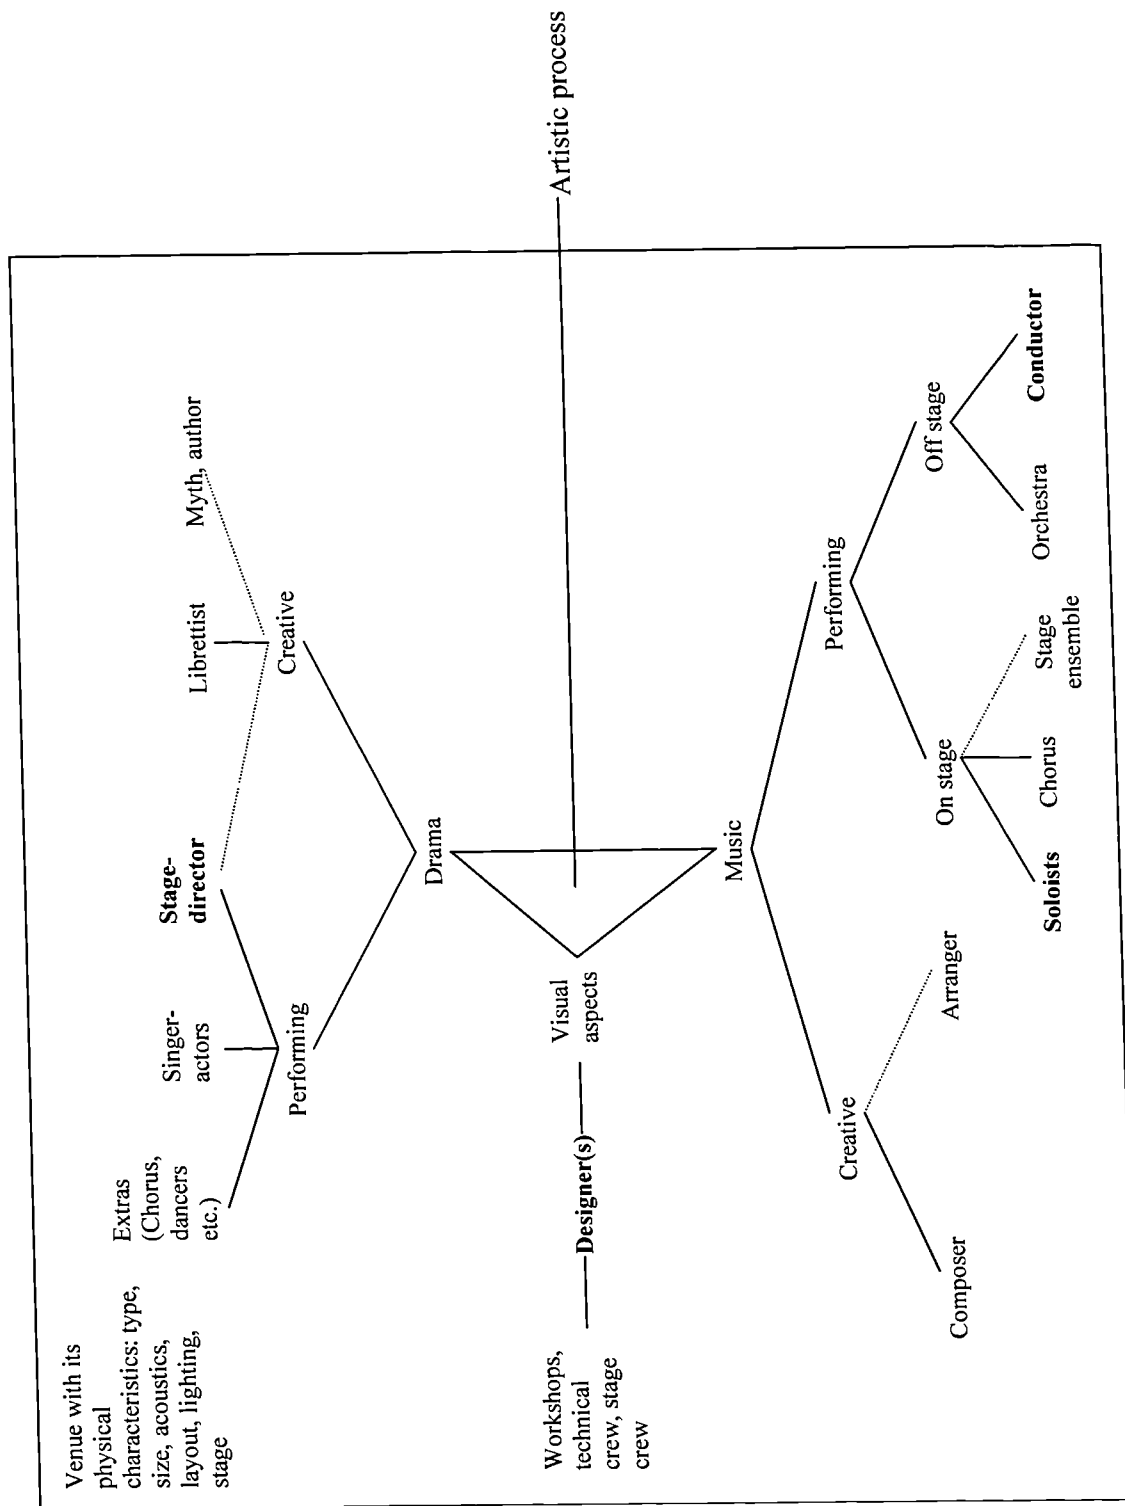 Venue with its
physical
characteristics: type,
size, acoustics,
layout, lighting,
stage
Extras
(Chorus,
dancers
etc.)
Singer-
actors
Stage-
director
Librettist
Myth, author
Performing
Creative
Drama
Workshops,
technical
crew, stage
crew
Designer(s)
Visual
aspects
Artistic process
Music
Creative
Performing
Composer
Arranger
On stage
Off stage
Soloists
Chorus
Stage
ensemble
Orchestra
Conductor